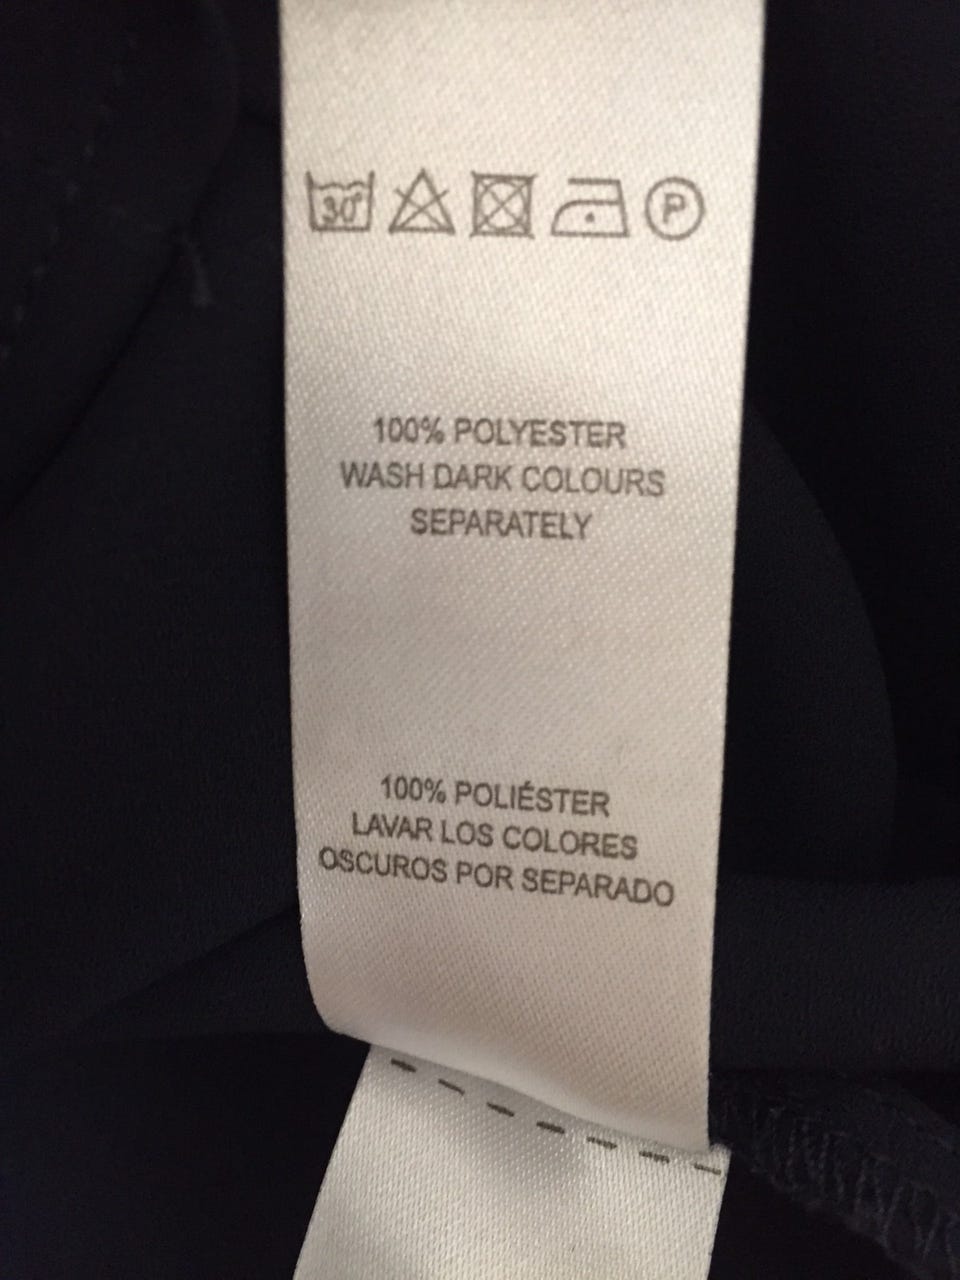 30°
P
100% POLYESTER
WASH DARK COLOURS
SEPARATELY
100% POLIÉSTER
LAVAR LOS COLORES
OSCUROS POR SEPARADO